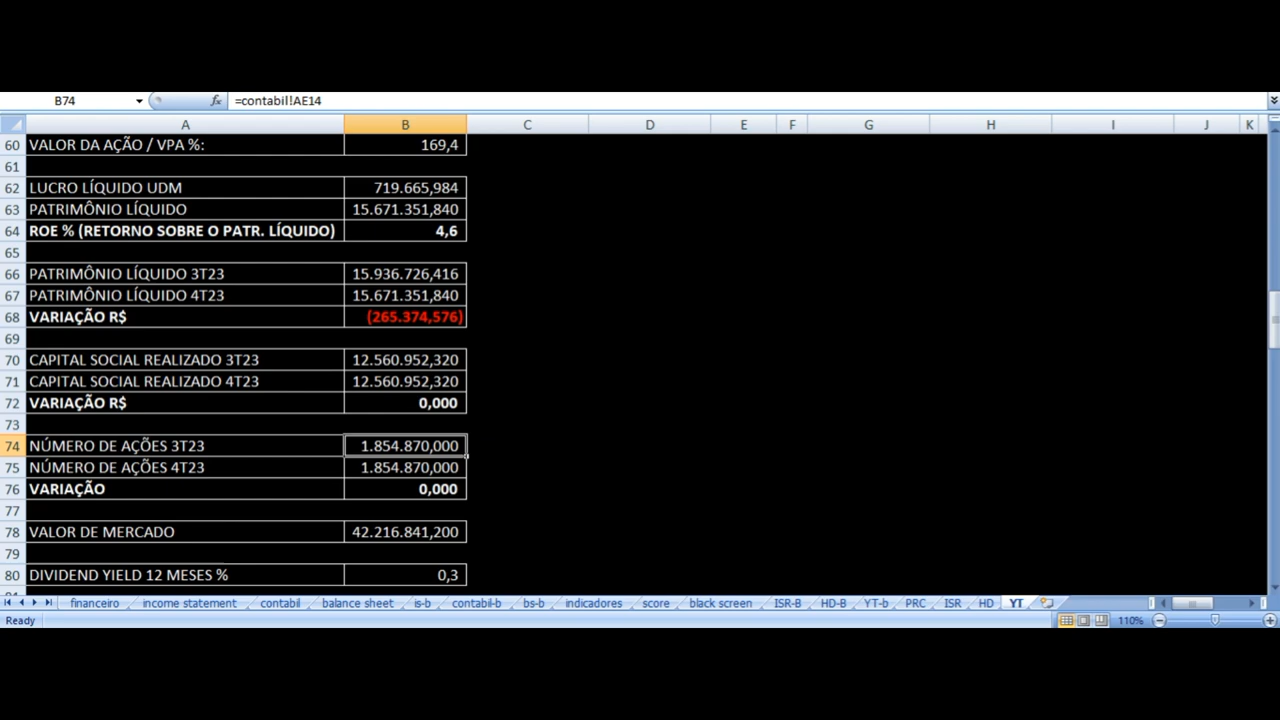 B74 fx =contabil!AE14
A B C D E F G H I J K
60 VALOR DA AÇÃO / VPA %: 169,4
61
62 LUCRO LÍQUIDO UDM 719.665,984
63 PATRIMÔNIO LÍQUIDO 15.671.351,840
64 ROE % (RETORNO SOBRE O PATR. LÍQUIDO) 4,6
65
66 PATRIMÔNIO LÍQUIDO 3T23 15.936.726,416
67 PATRIMÔNIO LÍQUIDO 4T23 15.671.351,840
68 VARIAÇÃO R$ (265.374,576)
69
70 CAPITAL SOCIAL REALIZADO 3T23 12.560.952,320
71 CAPITAL SOCIAL REALIZADO 4T23 12.560.952,320
72 VARIAÇÃO R$ 0,000
73
74 NÚMERO DE AÇÕES 3T23 1.854.870,000
75 NÚMERO DE AÇÕES 4T23 1.854.870,000
76 VARIAÇÃO 0,000
77
78 VALOR DE MERCADO 42.216.841,200
79
80 DIVIDEND YIELD 12 MESES % 0,3
financeiro income statement contabil balance sheet is-b contabil-b bs-b indicadores score black screen ISR-B HD-B YT-b PRC ISR HD YT
Ready 110%